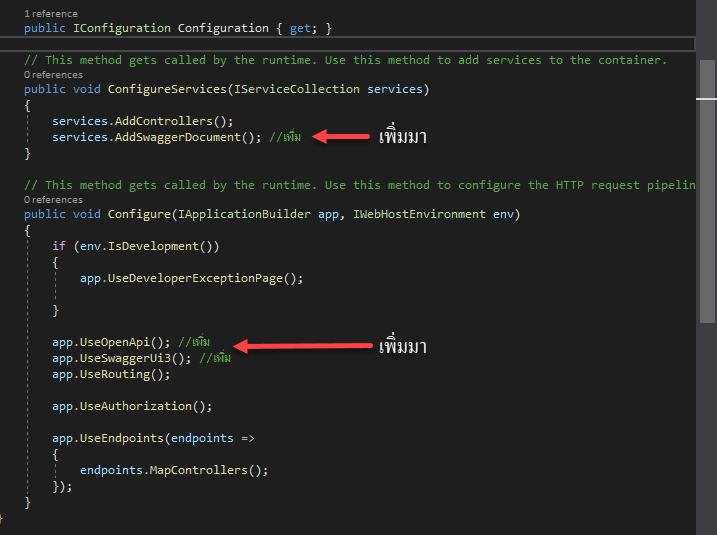 1 reference
public IConfiguration Configuration { get; }
// This method gets called by the runtime. Use this method to add services to the container.
0 references
public void ConfigureServices(IServiceCollection services)
{
services.AddControllers();
services.AddSwaggerDocument(); //เพิ่ม เพิ่มมา
}
// This method gets called by the runtime. Use this method to configure the HTTP request pipelin
0 references
public void Configure(IApplicationBuilder app, IWebHostEnvironment env)
{
if (env.IsDevelopment())
{
app.UseDeveloperExceptionPage();
}
app.UseOpenApi(); //เพิ่ม เพิ่มมา
app.UseSwaggerUi3(); //เพิ่ม
app.UseRouting();
app.UseAuthorization();
app.UseEndpoints(endpoints =>
{
endpoints.MapControllers();
});
}
}